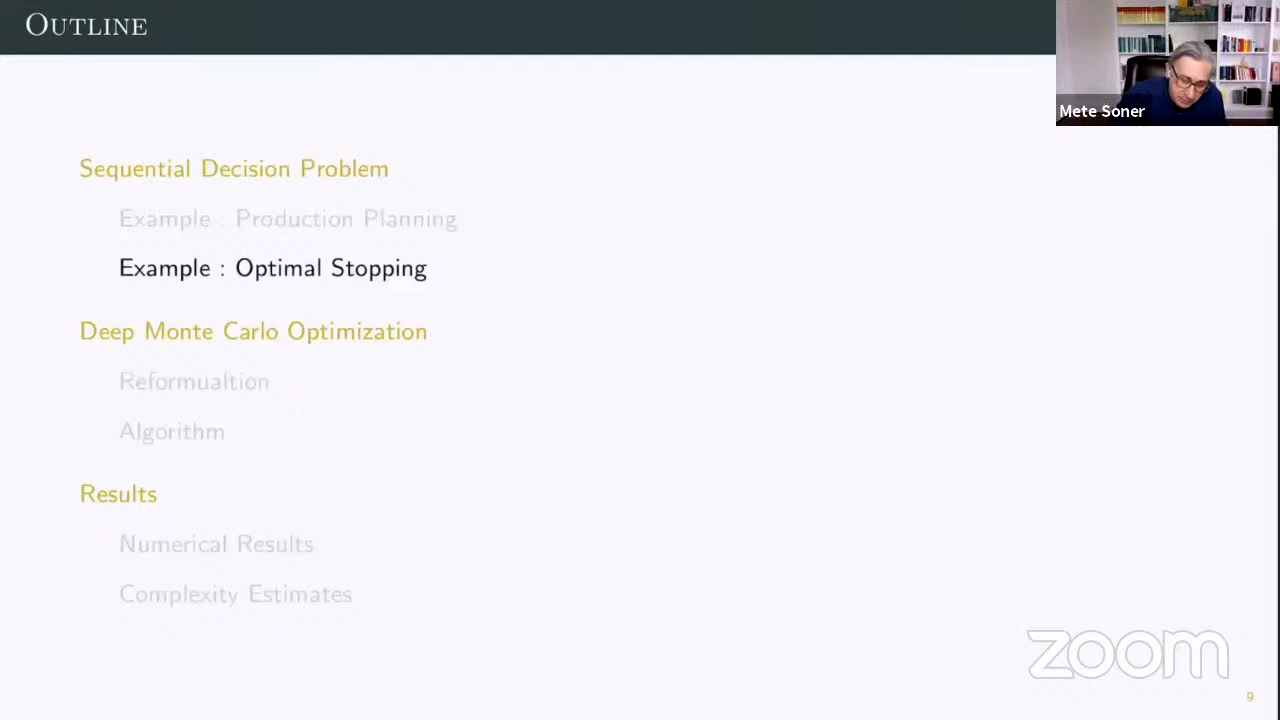 OUTLINE
Mete Soner
Sequential Decision Problem
Example : Production Planning
Example : Optimal Stopping
Deep Monte Carlo Optimization
Reformualtion
Algorithm
Results
Numerical Results
Complexity Estimates
zoom
9